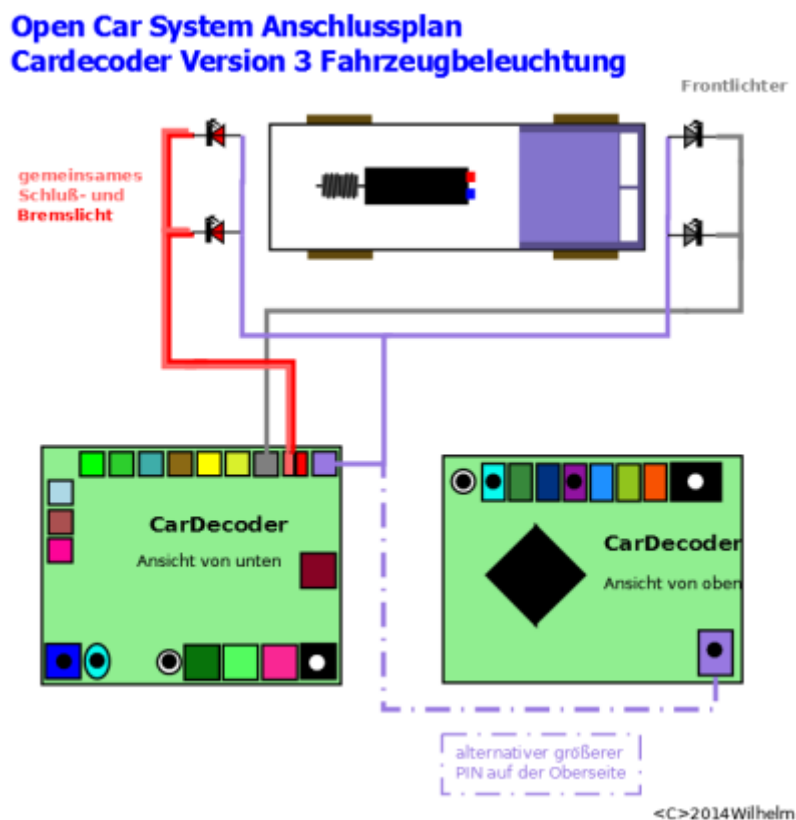 Open Car System Anschlussplan
Cardecoder Version 3 Fahrzeugbeleuchtung
Frontlichter
gemeinsames
Schluß- und
Bremslicht
CarDecoder
Ansicht von unten
CarDecoder
Ansicht von oben
alternativer größerer
PIN auf der Oberseite
<C>2014Wilhelm